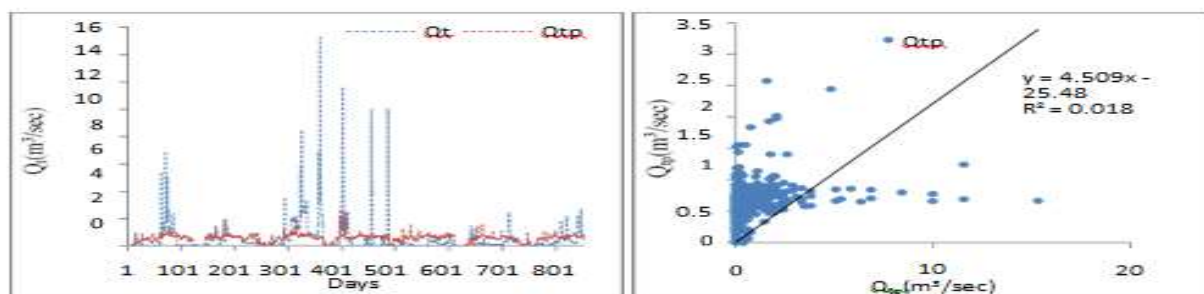 16
14
12
10
8
6
4
2
0
Qt(m³/sec)
Qt
Qtp
1 101 201 301 401 501 601 701 801
Days
3.5
3
2.5
2
1.5
1
0.5
0
Qtp(m³/sec)
Qtp
y = 4.509x -
25.48
R² = 0.018
0 10 20
(m³/sec)